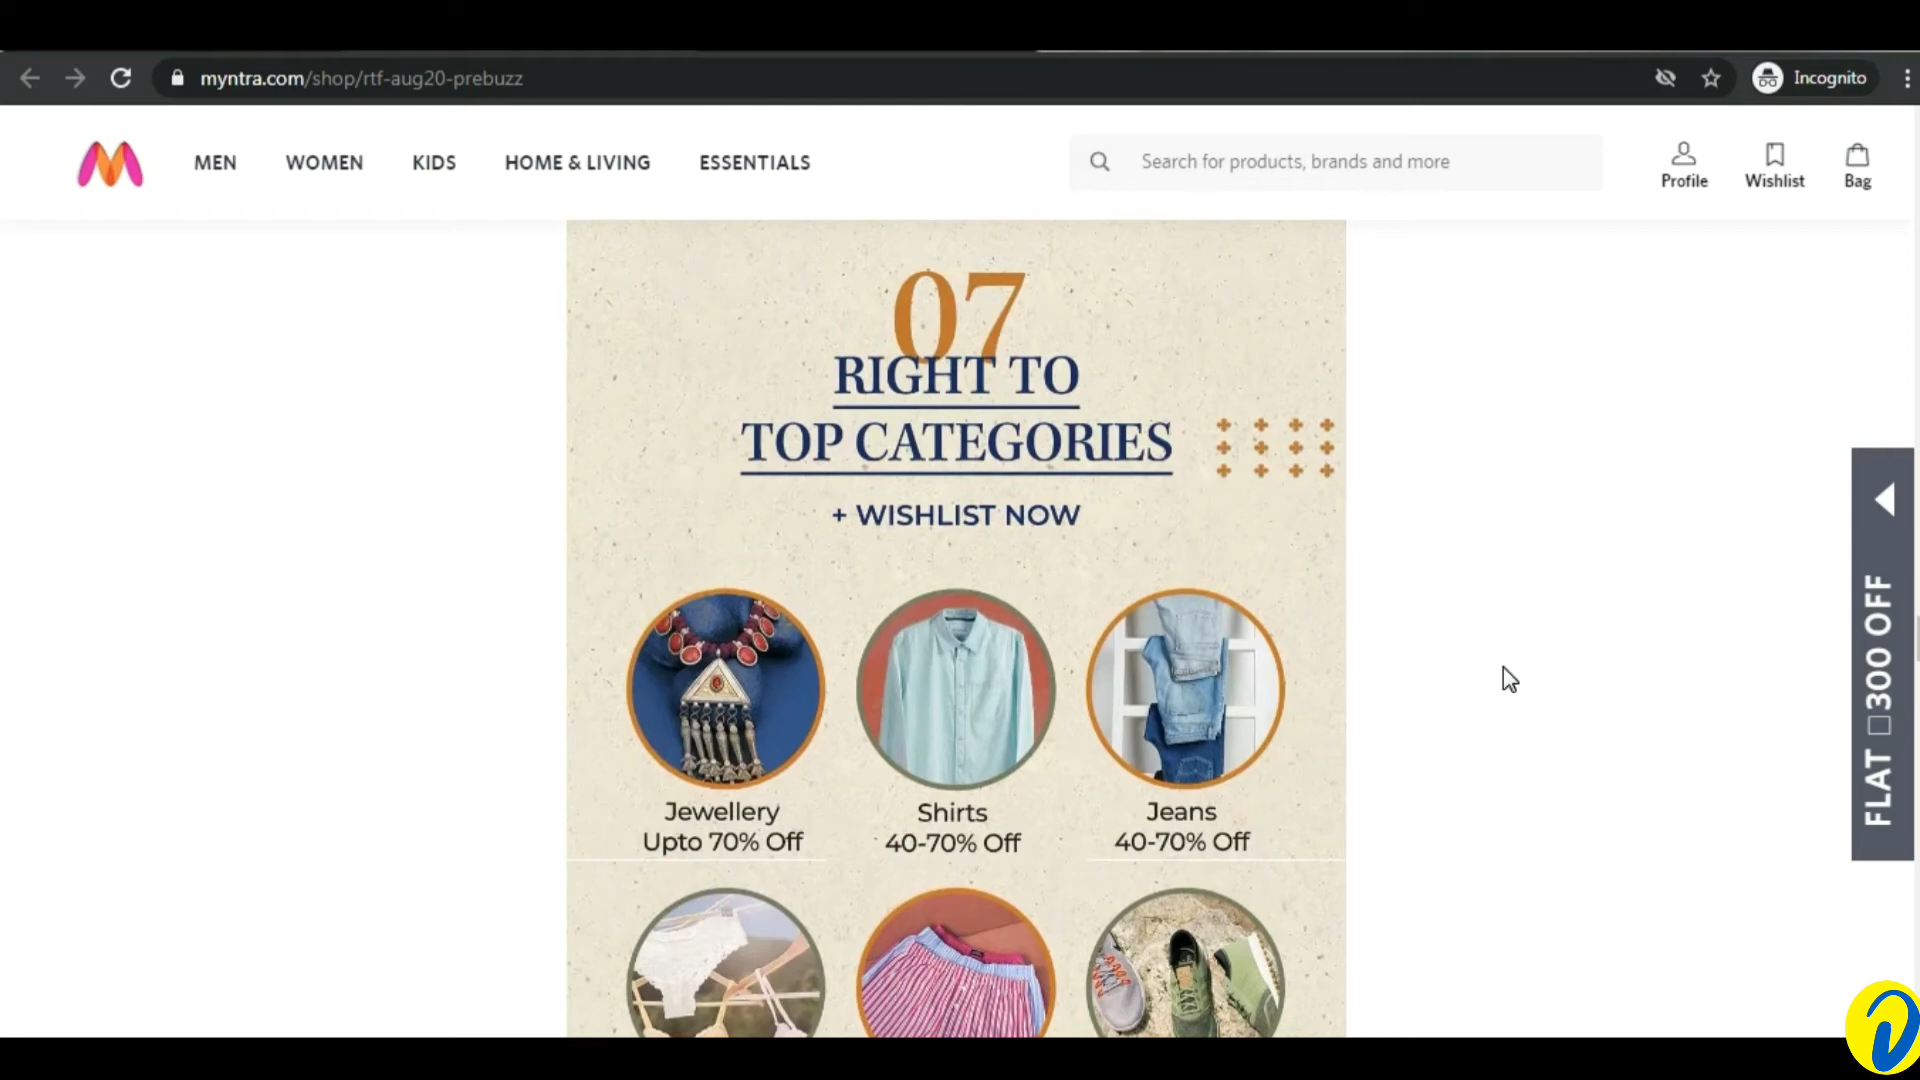 myntra.com/shop/rtf-aug20-prebuzz
Incognito
MEN
WOMEN
KIDS
HOME & LIVING
ESSENTIALS
Search for products, brands and more
Profile
Wishlist
Bag
07
RIGHT TO
TOP CATEGORIES
+ WISHLIST NOW
Jewellery
Upto 70% Off
Shirts
40-70% Off
Jeans
40-70% Off
FLAT □300 OFF